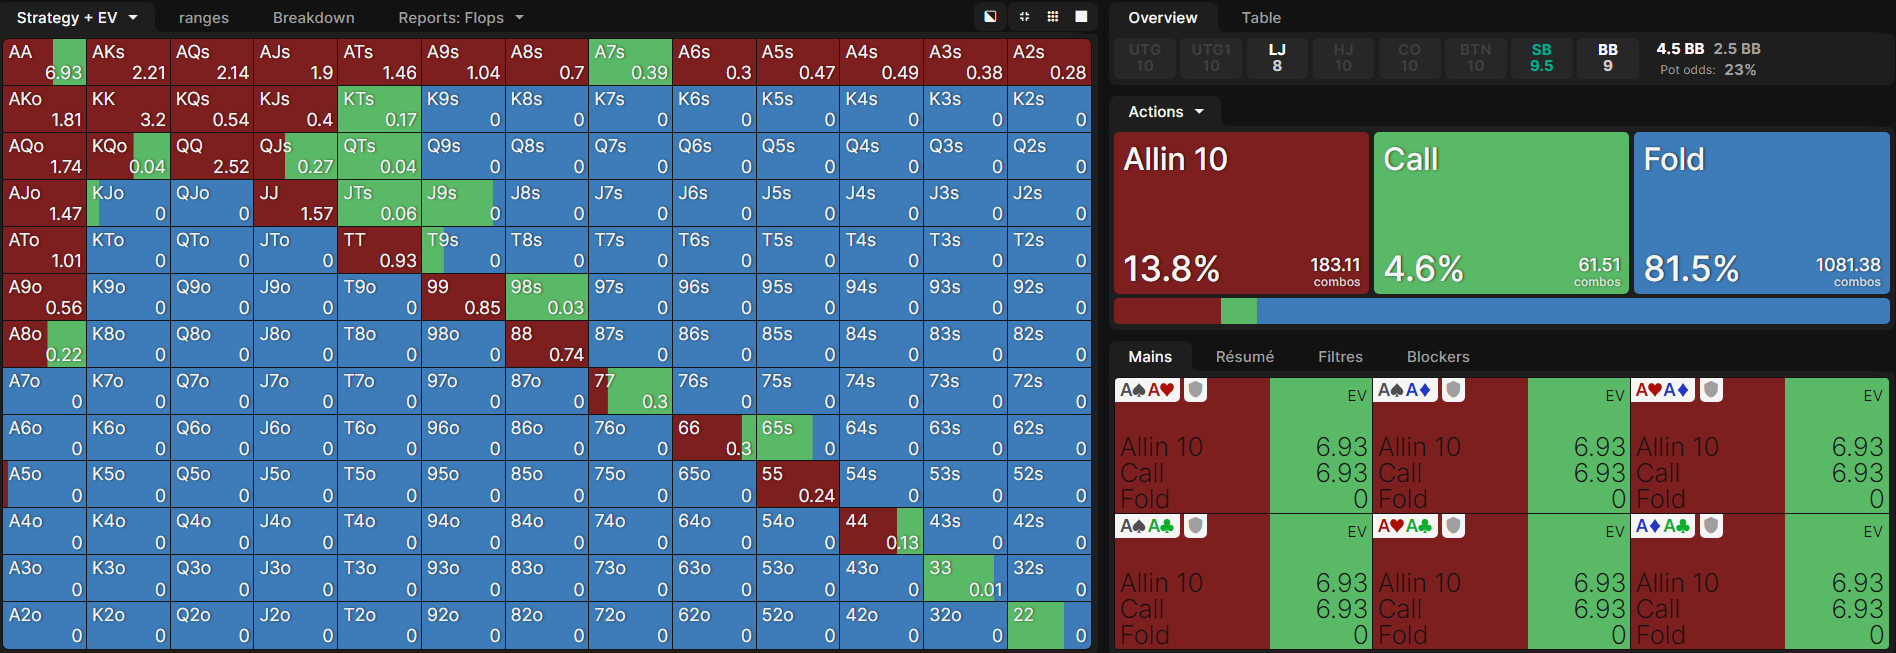 Strategy + EV ranges Breakdown Reports: Flops
AA AKs AQs AJs ATs A9s A8s A7s A6s A5s A4s A3s A2s
6.93 2.21 2.14 1.9 1.46 1.04 0.7 0.39 0.3 0.47 0.49 0.38 0.28
AKo KK KQs KJs KTs K9s K8s K7s K6s K5s K4s K3s K2s
1.81 3.2 0.54 0.4 0.17 0 0 0 0 0 0 0 0
AQo KQo QQ QJs QTs Q9s Q8s Q7s Q6s Q5s Q4s Q3s Q2s
1.74 0.04 2.52 0.27 0.04 0 0 0 0 0 0 0 0
AJo KJo QJo JJ JTs J9s J8s J7s J6s J5s J4s J3s J2s
1.47 0 0 1.57 0.06 0 0 0 0 0 0 0 0
ATo KTo QTo JTo TT T9s T8s T7s T6s T5s T4s T3s T2s
1.01 0 0 0 0.93 0 0 0 0 0 0 0 0
A9o K9o Q9o J9o T9o 99 98s 97s 96s 95s 94s 93s 92s
0.56 0 0 0 0 0.85 0.03 0 0 0 0 0 0
A8o K8o Q8o J8o T8o 98o 88 87s 86s 85s 84s 83s 82s
0.22 0 0 0 0 0 0.74 0 0 0 0 0 0
A7o K7o Q7o J7o T7o 97o 87o 77 76s 75s 74s 73s 72s
0 0 0 0 0 0 0 0.3 0 0 0 0 0
A6o K6o Q6o J6o T6o 96o 86o 76o 66 65s 64s 63s 62s
0 0 0 0 0 0 0 0 0.3 0 0 0 0
A5o K5o Q5o J5o T5o 95o 85o 75o 65o 55 54s 53s 52s
0 0 0 0 0 0 0 0 0 0.24 0 0 0
A4o K4o Q4o J4o T4o 94o 84o 74o 64o 54o 44 43s 42s
0 0 0 0 0 0 0 0 0 0 0.13 0 0
A3o K3o Q3o J3o T3o 93o 83o 73o 63o 53o 43o 33 32s
0 0 0 0 0 0 0 0 0 0 0 0.01 0
A2o K2o Q2o J2o T2o 92o 82o 72o 62o 52o 42o 32o 22
0 0 0 0 0 0 0 0 0 0 0 0 0
Overview Table
UTG UTG1 LJ HJ CO BTN SB BB 4.5 BB 2.5 BB
10 10 8 10 10 10 9.5 9 Pot odds: 23%
Actions
Allin 10 Call Fold
13.8% 183.11 4.6% 61.51 81.5% 1081.38
combos combos combos
Mains Résumé Filtres Blockers
A♠A♥ EV A♠A♦ EV A♥A♦ EV
Allin 10 6.93 Allin 10 6.93 Allin 10 6.93
Call 6.93 Call 6.93 Call 6.93
Fold 0 Fold 0 Fold 0
A♠A♣ EV A♥A♣ EV A♦A♣ EV
Allin 10 6.93 Allin 10 6.93 Allin 10 6.93
Call 6.93 Call 6.93 Call 6.93
Fold 0 Fold 0 Fold 0